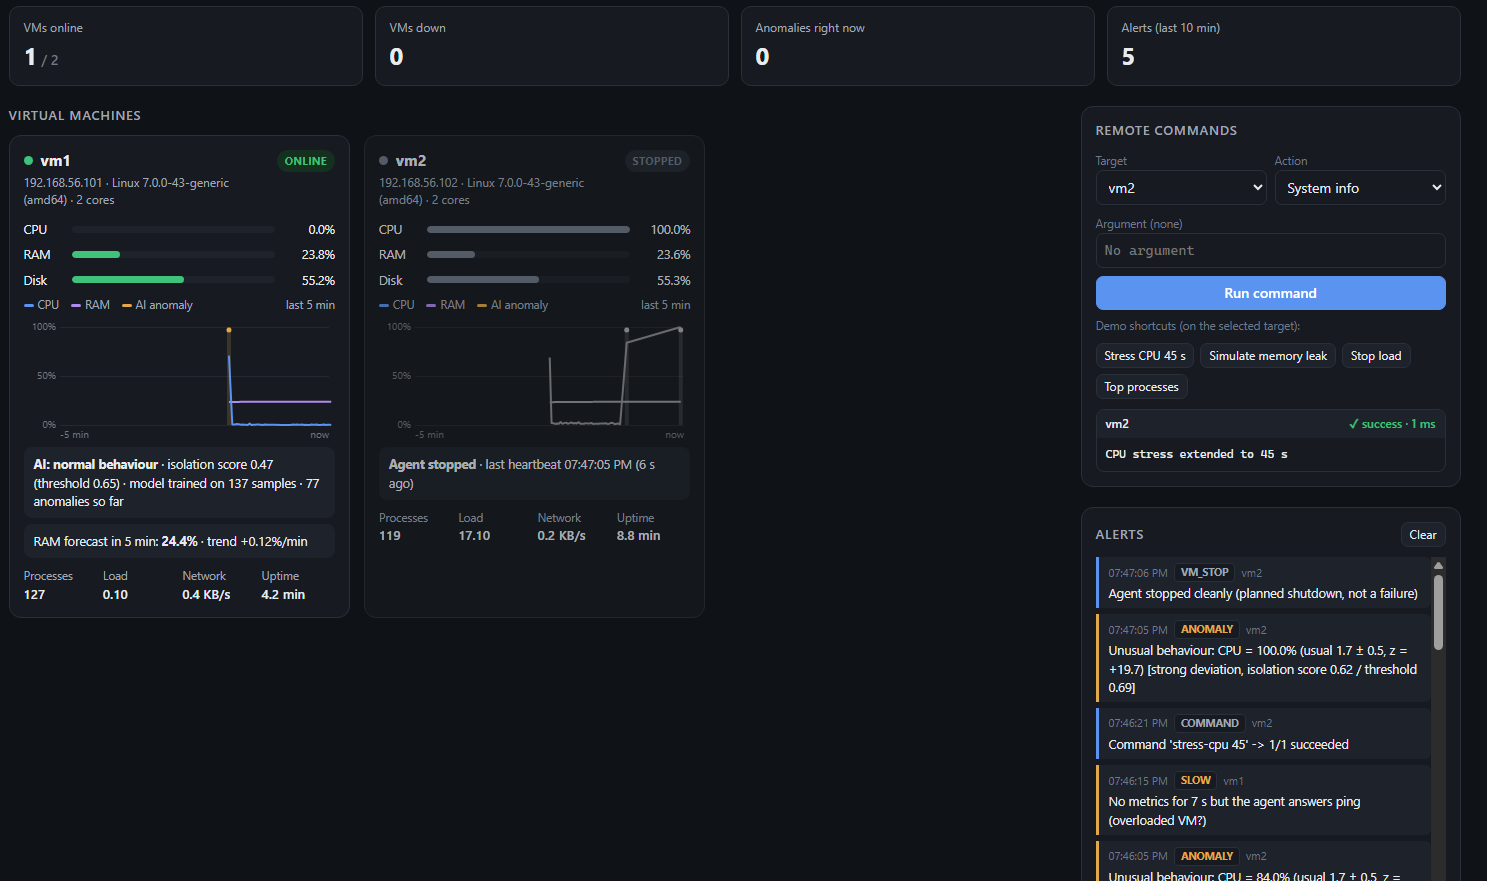 VMs online
1 / 2
VMs down
0
Anomalies right now
0
Alerts (last 10 min)
5
VIRTUAL MACHINES
vm1
ONLINE
192.168.56.101 · Linux 7.0.0-43-generic
(amd64) · 2 cores
CPU 0.0%
RAM 23.8%
Disk 55.2%
CPU RAM AI anomaly last 5 min
100%
50%
0%
-5 min now
AI: normal behaviour · isolation score 0.47
(threshold 0.65) · model trained on 137 samples · 77
anomalies so far
RAM forecast in 5 min: 24.4% · trend +0.12%/min
Processes Load Network Uptime
127 0.10 0.4 KB/s 4.2 min
vm2
STOPPED
192.168.56.102 · Linux 7.0.0-43-generic
(amd64) · 2 cores
CPU 100.0%
RAM 23.6%
Disk 55.3%
CPU RAM AI anomaly last 5 min
100%
50%
0%
-5 min now
Agent stopped · last heartbeat 07:47:05 PM (6 s
ago)
Processes Load Network Uptime
119 17.10 0.2 KB/s 8.8 min
REMOTE COMMANDS
Target Action
vm2 System info
Argument (none)
No argument
Run command
Demo shortcuts (on the selected target):
Stress CPU 45 s Simulate memory leak Stop load
Top processes
vm2 ✓ success · 1 ms
CPU stress extended to 45 s
ALERTS
Clear
07:47:06 PM VM_STOP vm2
Agent stopped cleanly (planned shutdown, not a failure)
07:47:05 PM ANOMALY vm2
Unusual behaviour: CPU = 100.0% (usual 1.7 ± 0.5, z =
+19.7) [strong deviation, isolation score 0.62 / threshold
0.69]
07:46:21 PM COMMAND vm2
Command 'stress-cpu 45' -> 1/1 succeeded
07:46:15 PM SLOW vm1
No metrics for 7 s but the agent answers ping
(overloaded VM?)
07:46:05 PM ANOMALY vm2
Unusual behaviour: CPU = 84.0% (usual 1.7 ± 0.5, z =